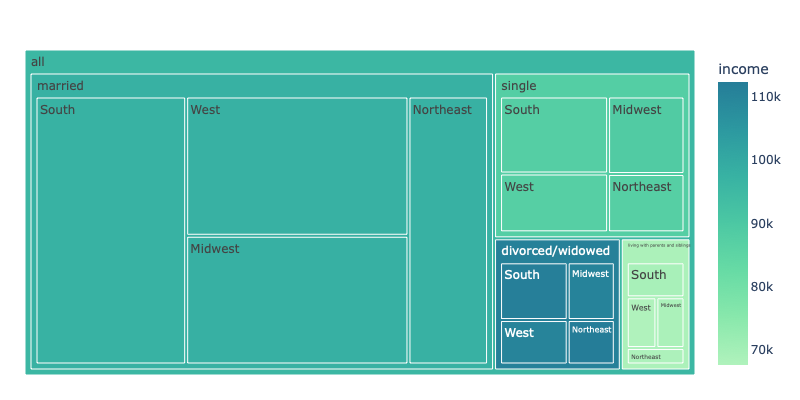 all
married
South
West
Northeast
Midwest
single
South
Midwest
West
Northeast
divorced/widowed
South
Midwest
West
Northeast
living with parents and siblings
South
West
Midwest
Northeast
income
110k
100k
90k
80k
70k